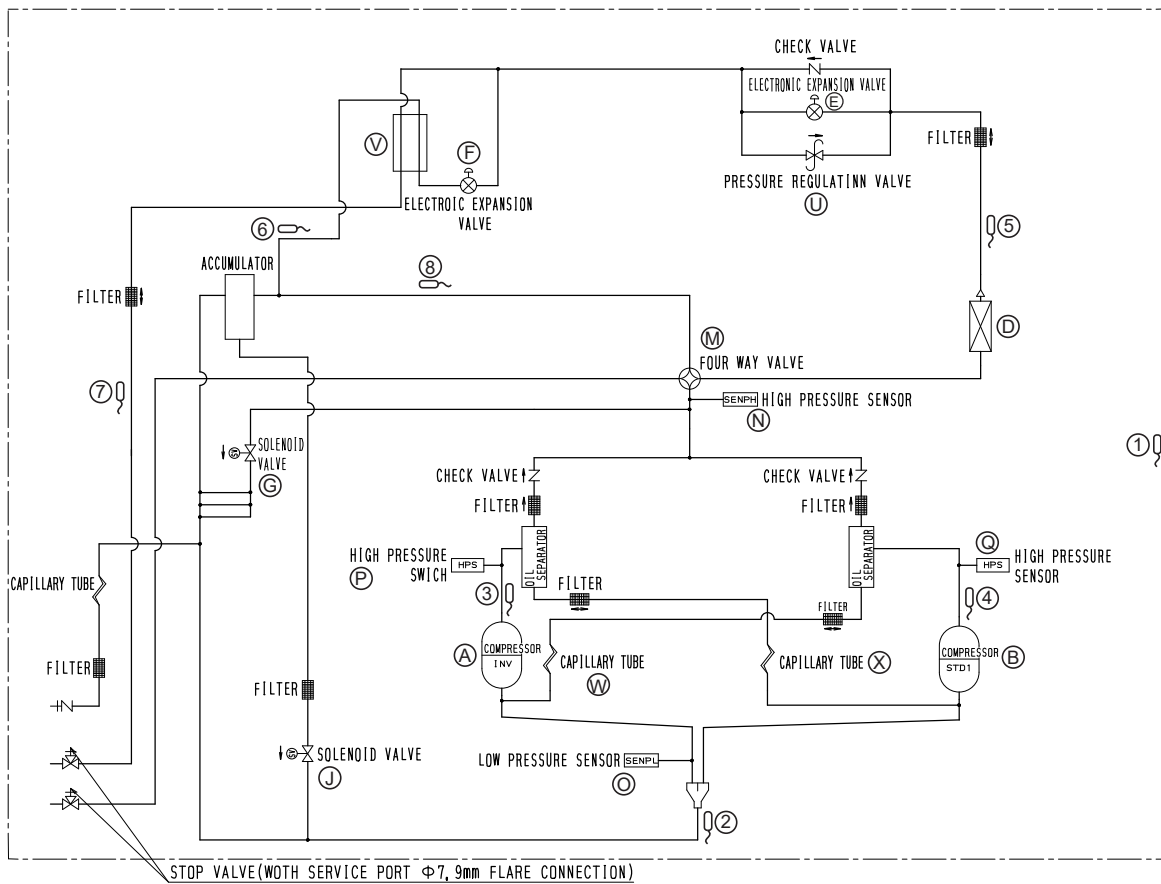 CHECK VALVE
ELECTRONIC EXPANSION VALVE
E
FILTER
V
F
PRESSURE REGULATINN VALVE
U
ELECTROIC EXPANSION
VALVE
6
5
ACCUMULATOR
8
FILTER
D
M
FOUR WAY VALVE
7
SENPH
HIGH PRESSURE SENSOR
N
1
SOLENOID
VALVE
G
S
CHECK VALVE
CHECK VALVE
FILTER
FILTER
HIGH PRESSURE
SWICH
P
HPS
OIL
SEPARATOR
OIL
SEPARATOR
Q
HPS
HIGH PRESSURE
SENSOR
CAPILLARY TUBE
3
FILTER
FILTER
4
A
COMPRESSOR
INV
CAPILLARY TUBE
W
CAPILLARY TUBE
X
COMPRESSOR
STD1
B
FILTER
FILTER
S
SOLENOID VALVE
J
LOW PRESSURE SENSOR
SENPL
O
2
STOP VALVE(WOTH SERVICE PORT Φ7,9mm FLARE CONNECTION)